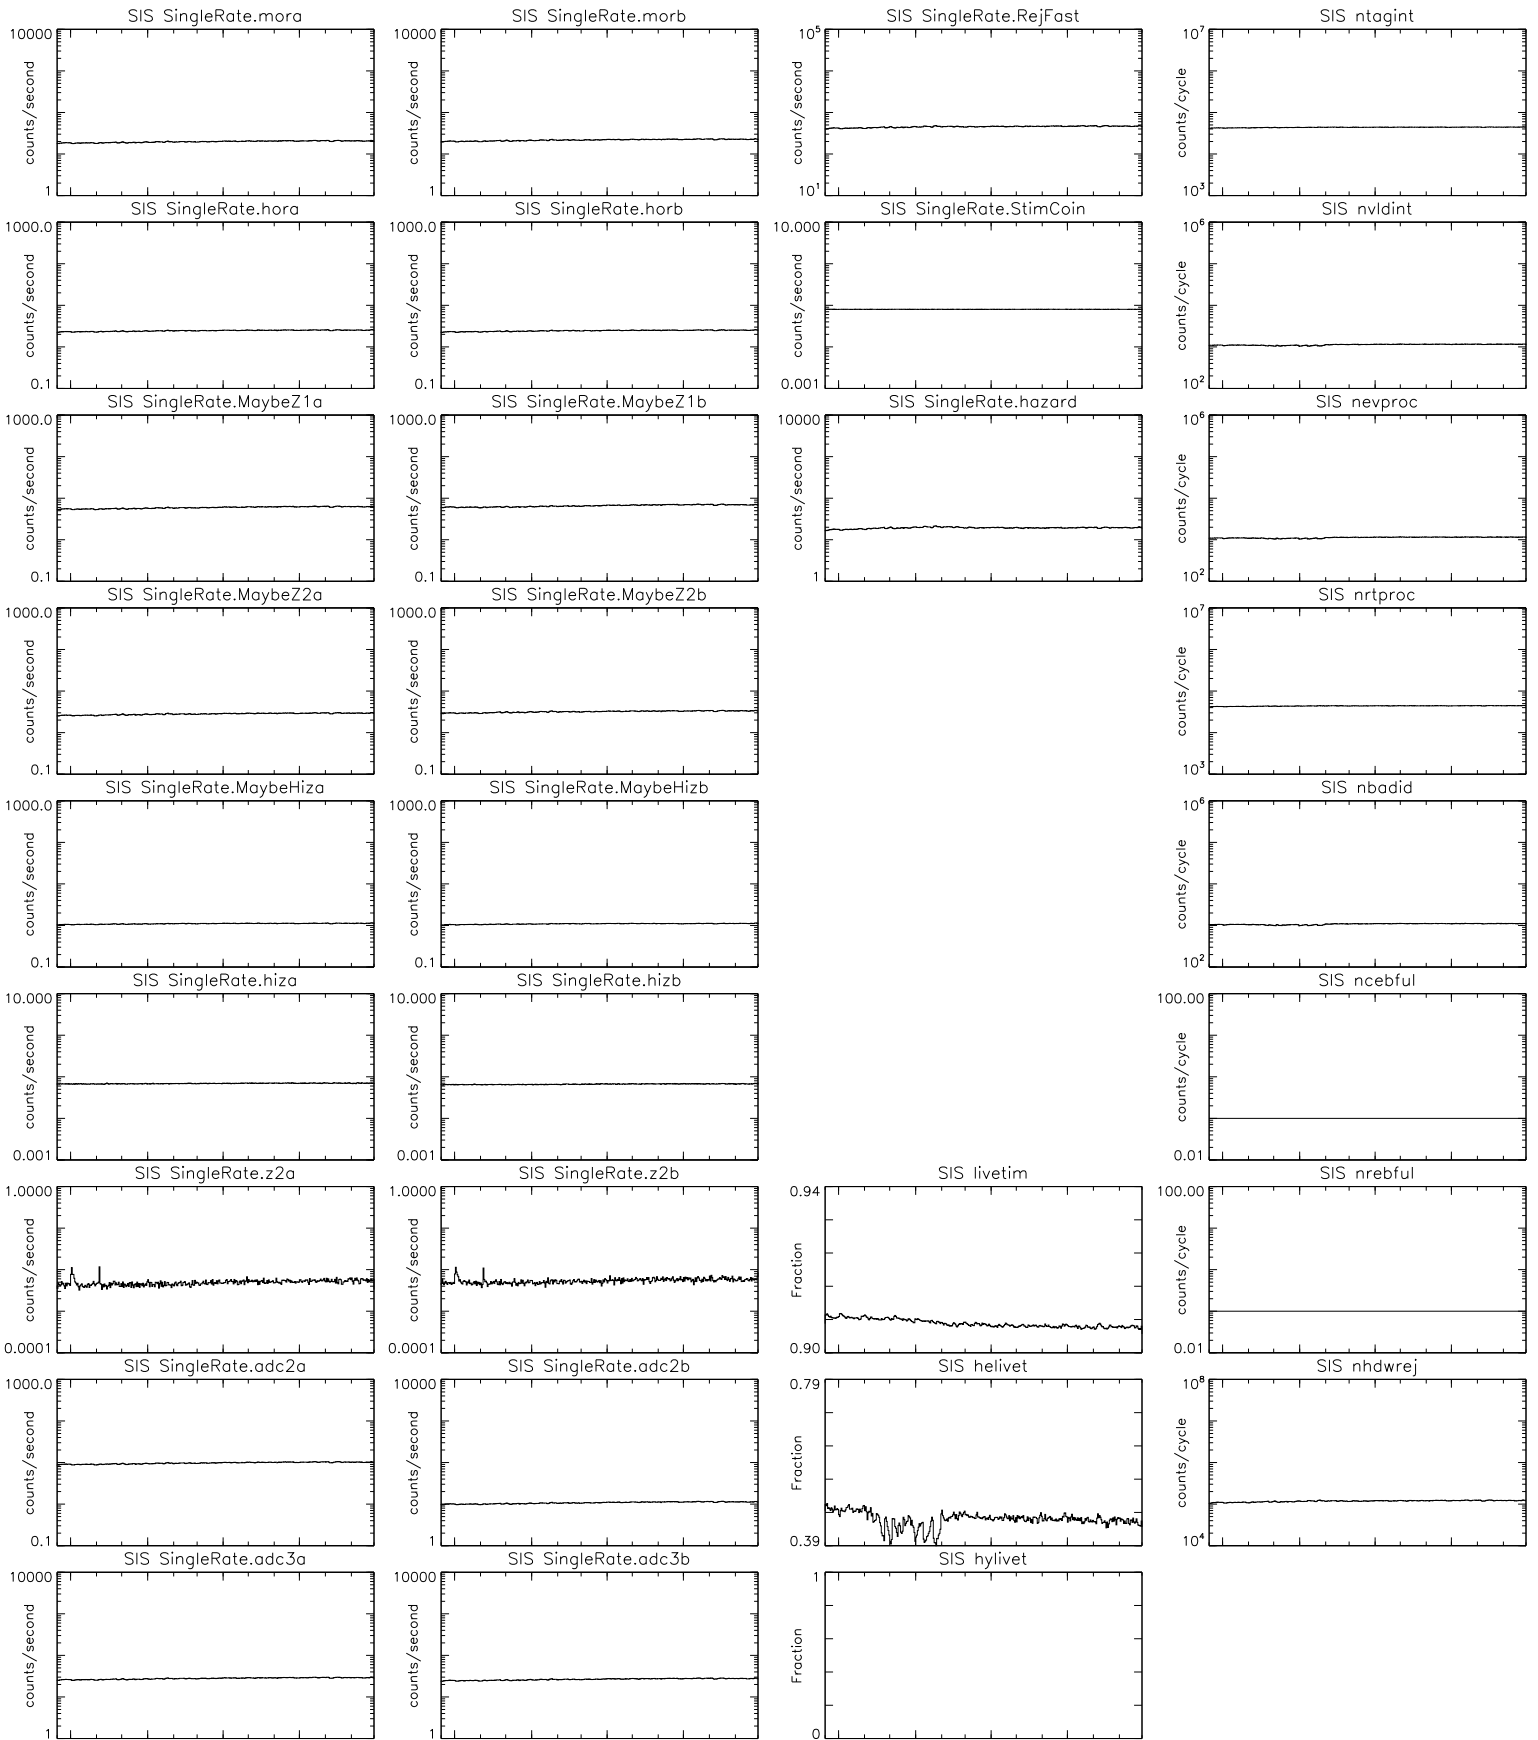 SIS SingleRate.mora
10000
counts/second
1
SIS SingleRate.morb
10000
counts/second
1
SIS SingleRate.RejFast
10^5
counts/second
10^1
SIS ntagint
10^7
counts/cycle
10^3
SIS SingleRate.hora
1000.0
counts/second
0.1
SIS SingleRate.horb
1000.0
counts/second
0.1
SIS SingleRate.StimCoin
10.000
counts/second
0.001
SIS nvldint
10^6
counts/cycle
10^2
SIS SingleRate.MaybeZ1a
1000.0
counts/second
0.1
SIS SingleRate.MaybeZ1b
1000.0
counts/second
0.1
SIS SingleRate.hazard
10000
counts/second
1
SIS nevproc
10^6
counts/cycle
10^2
SIS SingleRate.MaybeZ2a
1000.0
counts/second
0.1
SIS SingleRate.MaybeZ2b
1000.0
counts/second
0.1
SIS nrtproc
10^7
counts/cycle
10^3
SIS SingleRate.MaybeHiza
1000.0
counts/second
0.1
SIS SingleRate.MaybeHizb
1000.0
counts/second
0.1
SIS nbadid
10^6
counts/cycle
10^2
SIS SingleRate.hiza
10.000
counts/second
0.001
SIS SingleRate.hizb
10.000
counts/second
0.001
SIS ncebful
100.00
counts/cycle
0.01
SIS SingleRate.z2a
1.0000
counts/second
0.0001
SIS SingleRate.z2b
1.0000
counts/second
0.0001
SIS livetim
0.94
Fraction
0.90
SIS nrebful
100.00
counts/cycle
0.01
SIS SingleRate.adc2a
1000.0
counts/second
0.1
SIS SingleRate.adc2b
10000
counts/second
1
SIS helivet
0.79
Fraction
0.39
SIS nhdwrej
10^8
counts/cycle
10^4
SIS SingleRate.adc3a
10000
counts/second
1
SIS SingleRate.adc3b
10000
counts/second
1
SIS hylivet
1
Fraction
0